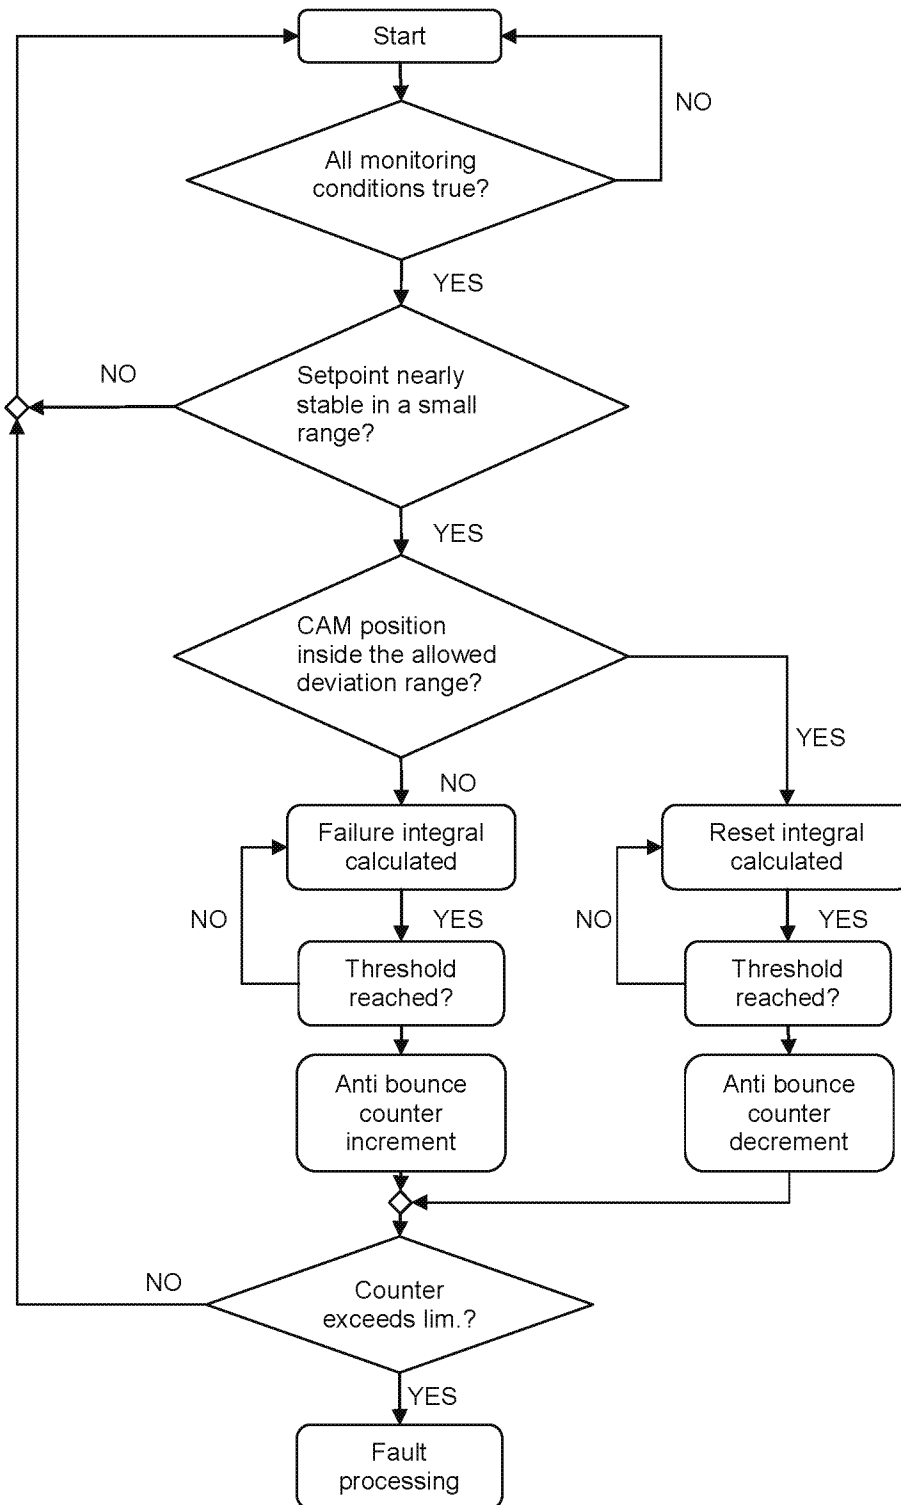 Start
NO
All monitoring
conditions true?
YES
NO
Setpoint nearly
stable in a small
range?
YES
CAM position
inside the allowed
deviation range?
YES
NO
Failure integral
calculated
Reset integral
calculated
NO
YES
NO
YES
Threshold
reached?
Threshold
reached?
Anti bounce
counter
increment
Anti bounce
counter
decrement
NO
Counter
exceeds lim.?
YES
Fault
processing